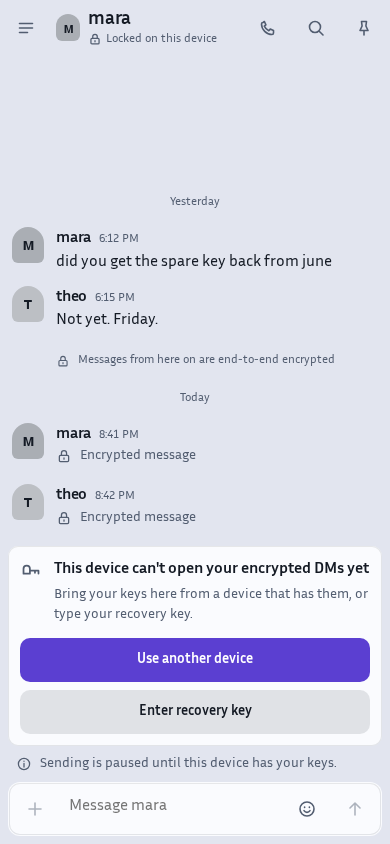 M
mara
Locked on this device
Yesterday
M
mara 6:12 PM
did you get the spare key back from june
T
theo 6:15 PM
Not yet. Friday.
Messages from here on are end-to-end encrypted
Today
M
mara 8:41 PM
Encrypted message
T
theo 8:42 PM
Encrypted message
This device can't open your encrypted DMs yet
Bring your keys here from a device that has them, or
type your recovery key.
Use another device
Enter recovery key
Sending is paused until this device has your keys.
Message mara